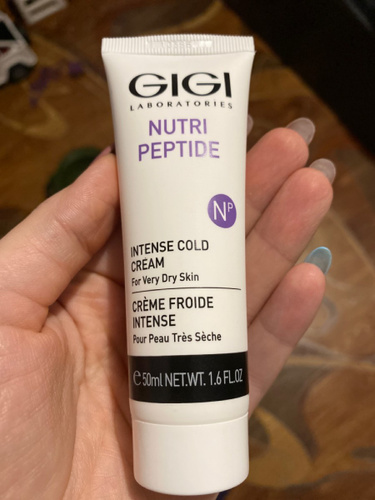 GIGI
LABORATORIES
NUTRI
PEPTIDE
NP
INTENSE COLD
CREAM
For Very Dry Skin
CRÈME FROIDE
INTENSE
Pour Peau Très Sèche
℮ 50ml NET.WT. 1.6 FL.OZ